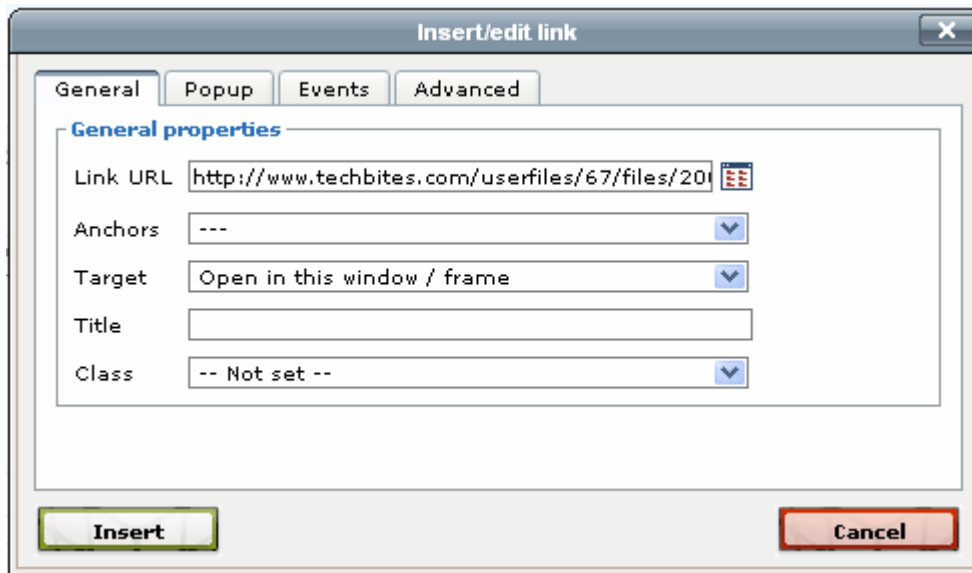 Insert/edit link
General Popup Events Advanced
General properties
Link URL http://www.techbites.com/userfiles/67/files/20
Anchors ---
Target Open in this window / frame
Title
Class -- Not set --
Insert Cancel